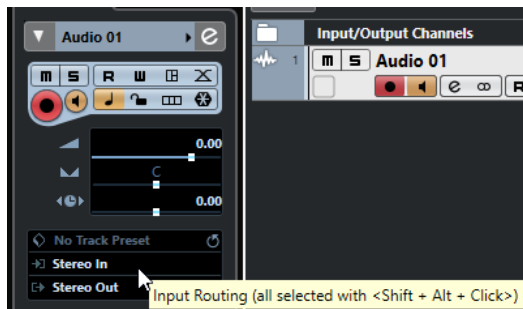 Audio 01
m S R W
0.00
C
0.00
No Track Preset
Stereo In
Stereo Out
Input/Output Channels
1 m S Audio 01
e R
Input Routing (all selected with <Shift + Alt + Click>)